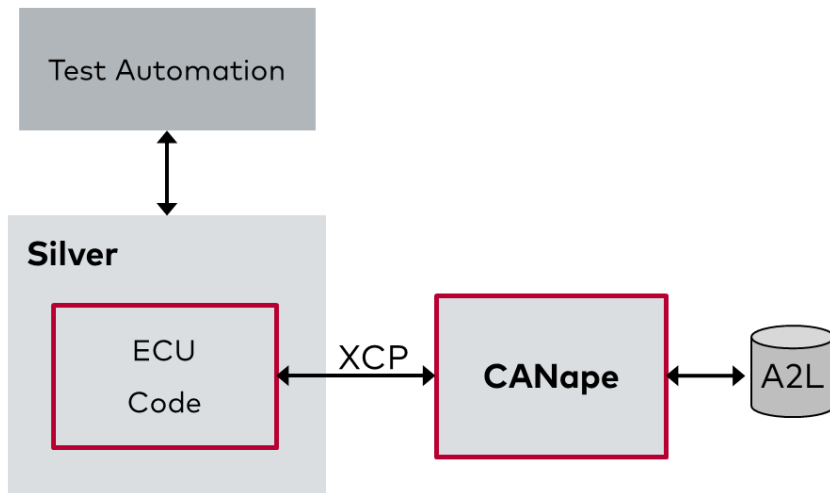 Test Automation
Silver
ECU
Code
XCP
CANape
A2L